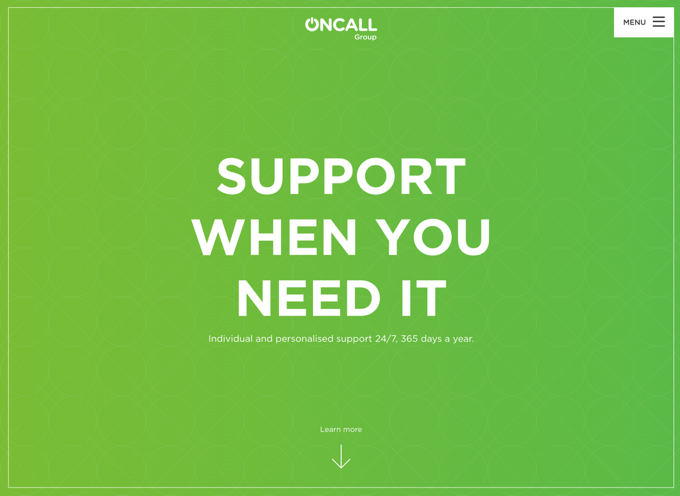 ONCALL
Group
MENU
SUPPORT
WHEN YOU
NEED IT
Individual and personalised support 24/7, 365 days a year.
Learn more